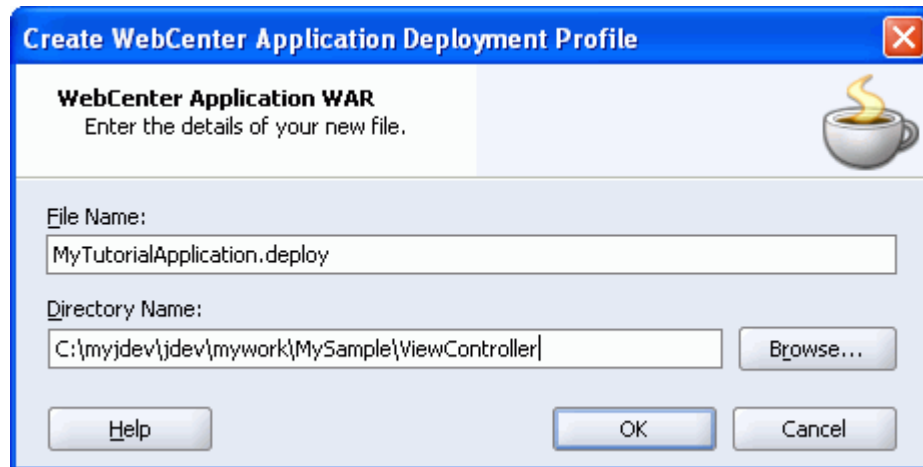 Create WebCenter Application Deployment Profile
WebCenter Application WAR
Enter the details of your new file.
File Name:
MyTutorialApplication.deploy
Directory Name:
C:\myjdev\jdev\mywork\MySample\ViewController
Browse...
Help
OK
Cancel